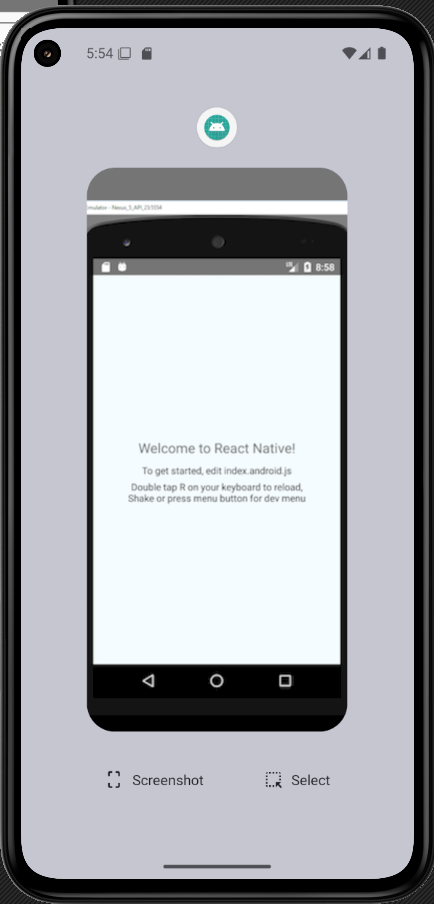 5:54
mulator - Nexus_5_API_23:5554
8:58
Welcome to React Native!
To get started, edit index.android.js
Double tap R on your keyboard to reload,
Shake or press menu button for dev menu
Screenshot
Select